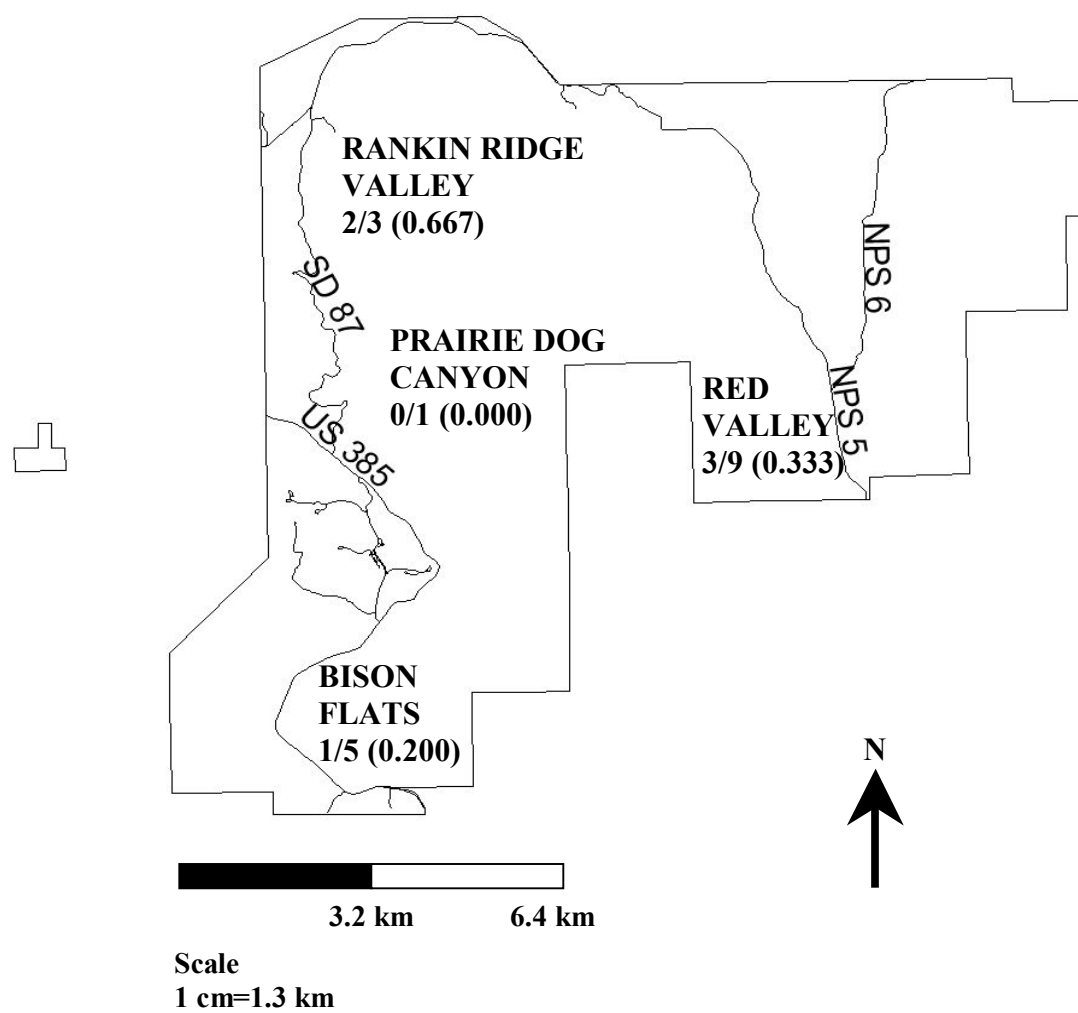 RANKIN RIDGE
VALLEY
2/3 (0.667)
SD 87
NPS 6
PRAIRIE DOG
CANYON
0/1 (0.000)
RED
VALLEY
3/9 (0.333)
NPS 5
US 385
BISON
FLATS
1/5 (0.200)
N
3.2 km
6.4 km
Scale
1 cm=1.3 km